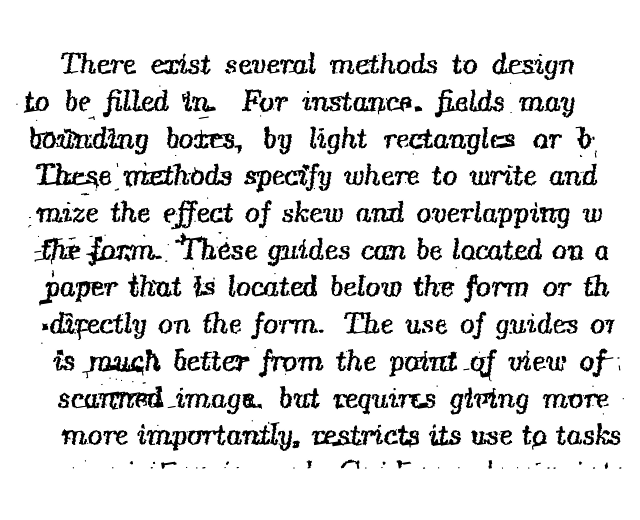 There exist several methods to design
to be filled in. For instance, fields may
bounding boxes, by light rectangles or b
These methods specify where to write and
mize the effect of skew and overlapping w
the form. These guides can be located on a
paper that is located below the form or th
directly on the form. The use of guides or
is much better from the point of view of
scanned image, but requires giving more
more importantly, restricts its use to tasks